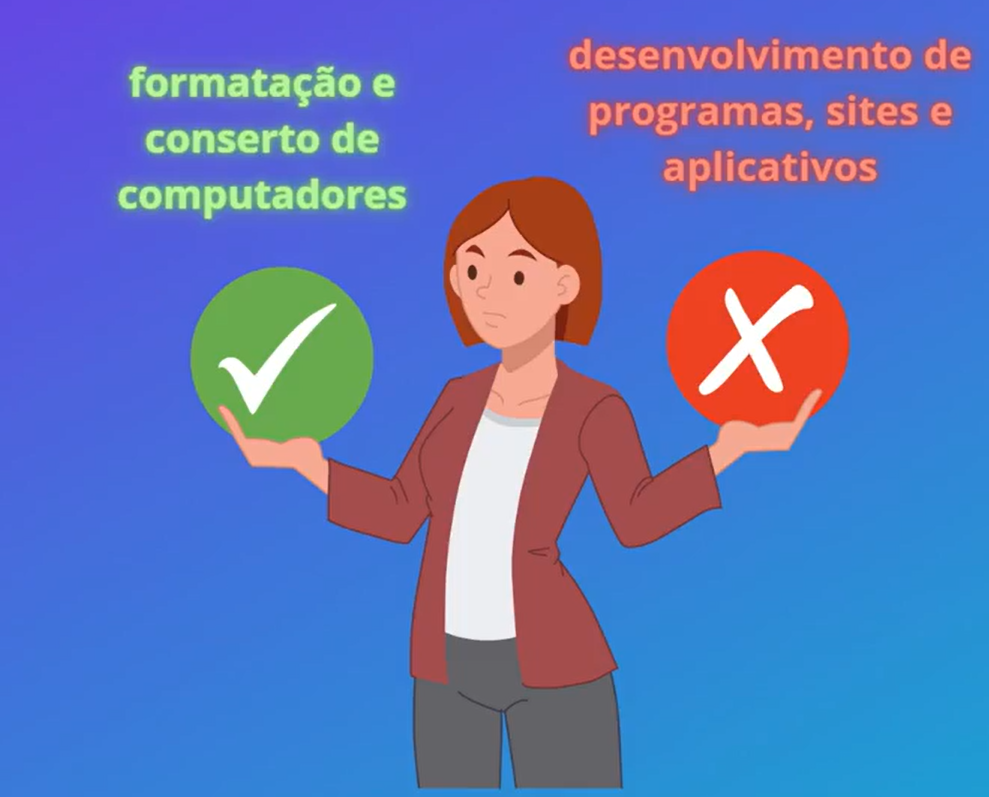 formatação e
conserto de
computadores
desenvolvimento de
programas, sites e
aplicativos